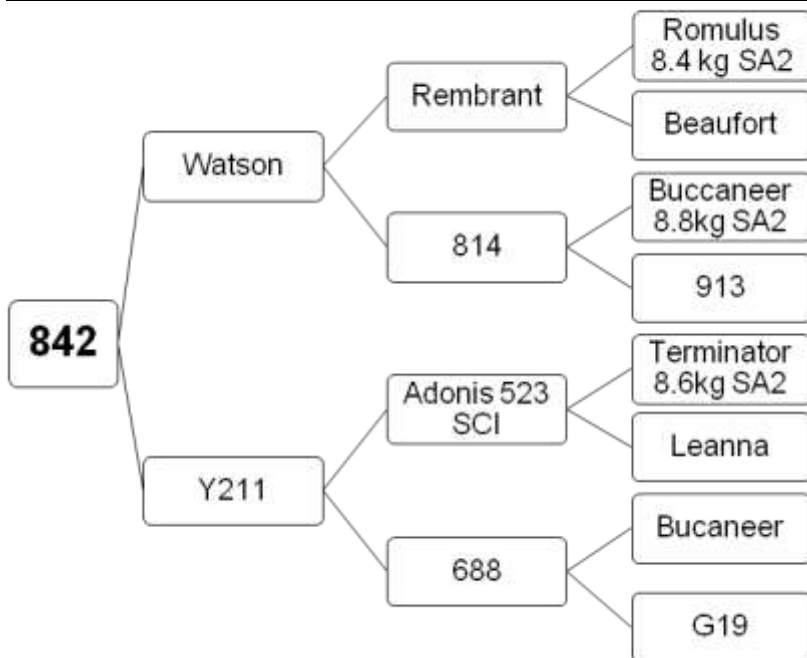 842
Watson
Y211
Rembrant
814
Adonis 523
SCI
688
Romulus
8.4 kg SA2
Beaufort
Buccaneer
8.8kg SA2
913
Terminator
8.6kg SA2
Leanna
Bucaneer
G19